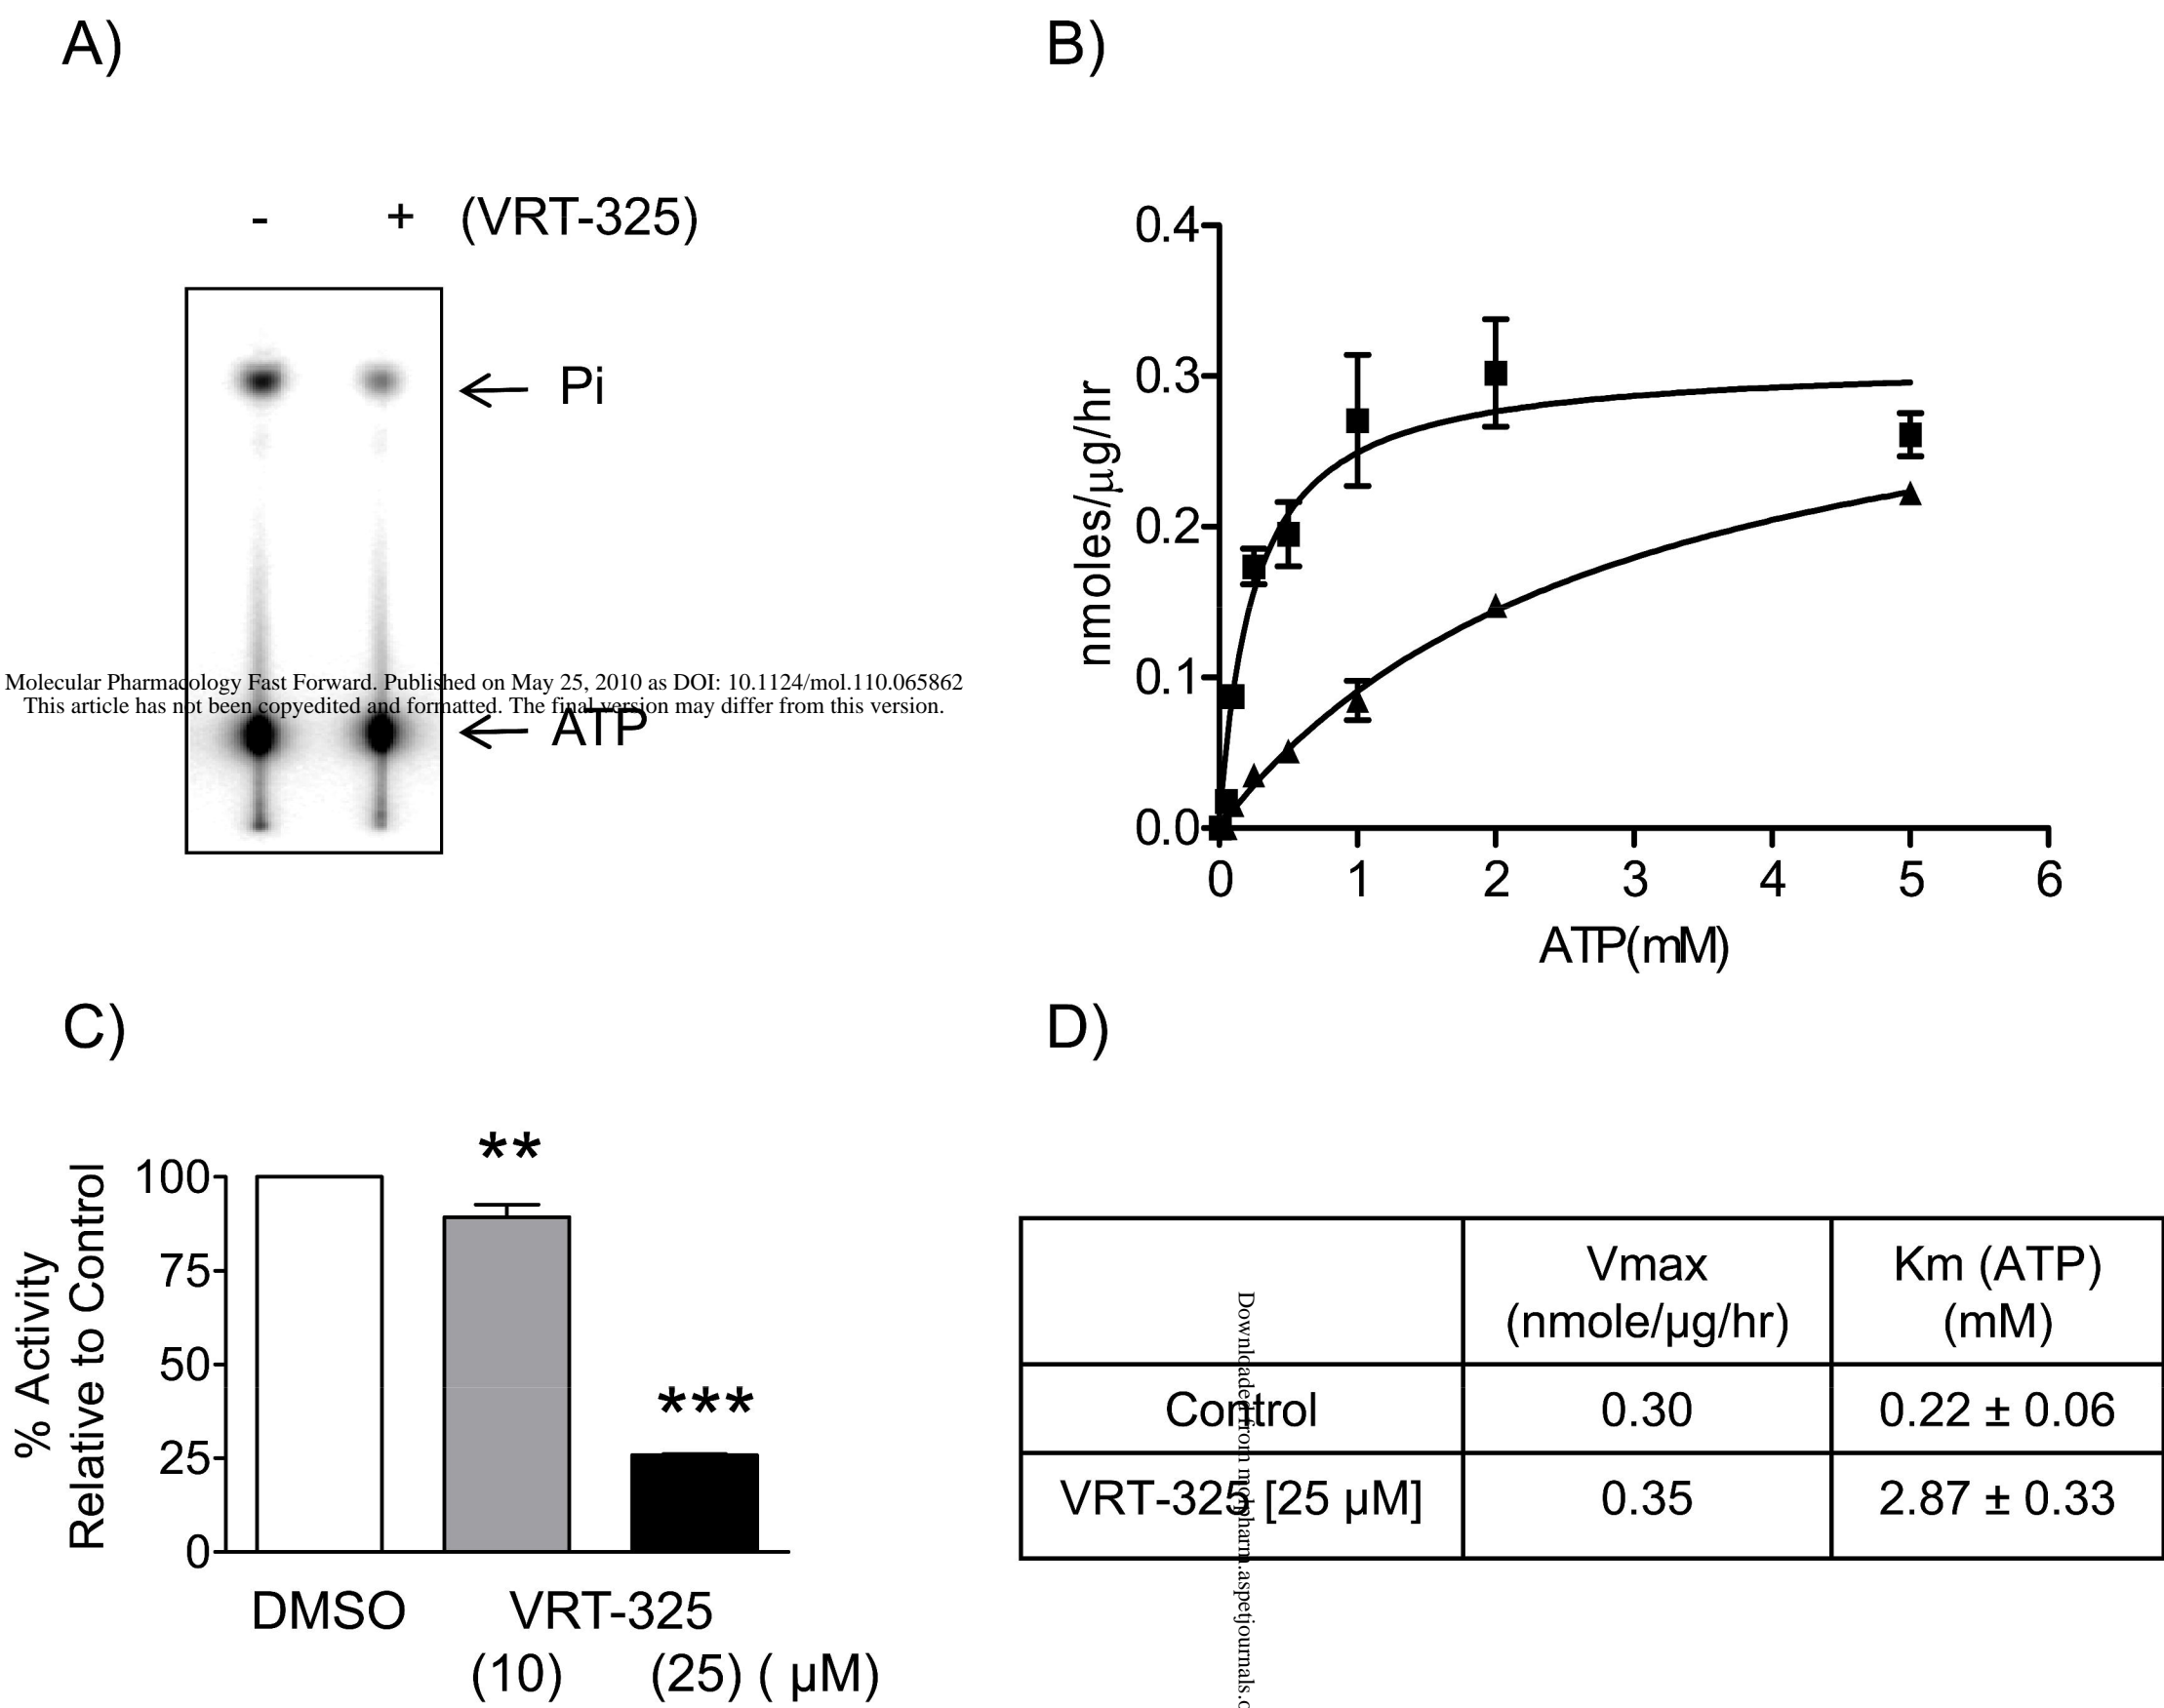 A)
- + (VRT-325)
Pi
ATP
Molecular Pharmacology Fast Forward. Published on May 25, 2010 as DOI: 10.1124/mol.110.065862
This article has not been copyedited and formatted. The final version may differ from this version.
B)
nmoles/µg/hr
0.4
0.3
0.2
0.1
0.0
0 1 2 3 4 5 6
ATP(mM)
C)
% Activity
Relative to Control
100
75
50
25
0
**
***
DMSO VRT-325
(10) (25) ( µM)
D)
Vmax Km (ATP)
(nmole/µg/hr) (mM)
Control 0.30 0.22 ± 0.06
VRT-325 [25 µM] 0.35 2.87 ± 0.33
Downloaded from molpharm.aspetjournals.